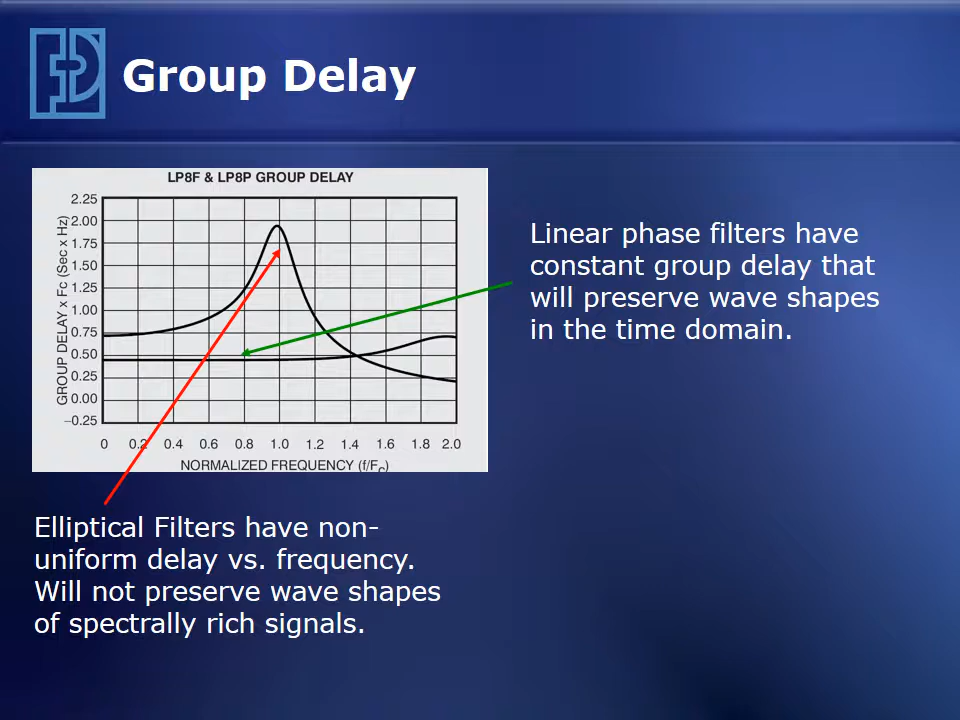 Group Delay
LP8F & LP8P GROUP DELAY
GROUP DELAY x Fc (Sec x Hz)
2.25
2.00
1.75
1.50
1.25
1.00
0.75
0.50
0.25
0.00
–0.25
0 0.2 0.4 0.6 0.8 1.0 1.2 1.4 1.6 1.8 2.0
NORMALIZED FREQUENCY (f/Fc)
Linear phase filters have
constant group delay that
will preserve wave shapes
in the time domain.
Elliptical Filters have non-
uniform delay vs. frequency.
Will not preserve wave shapes
of spectrally rich signals.